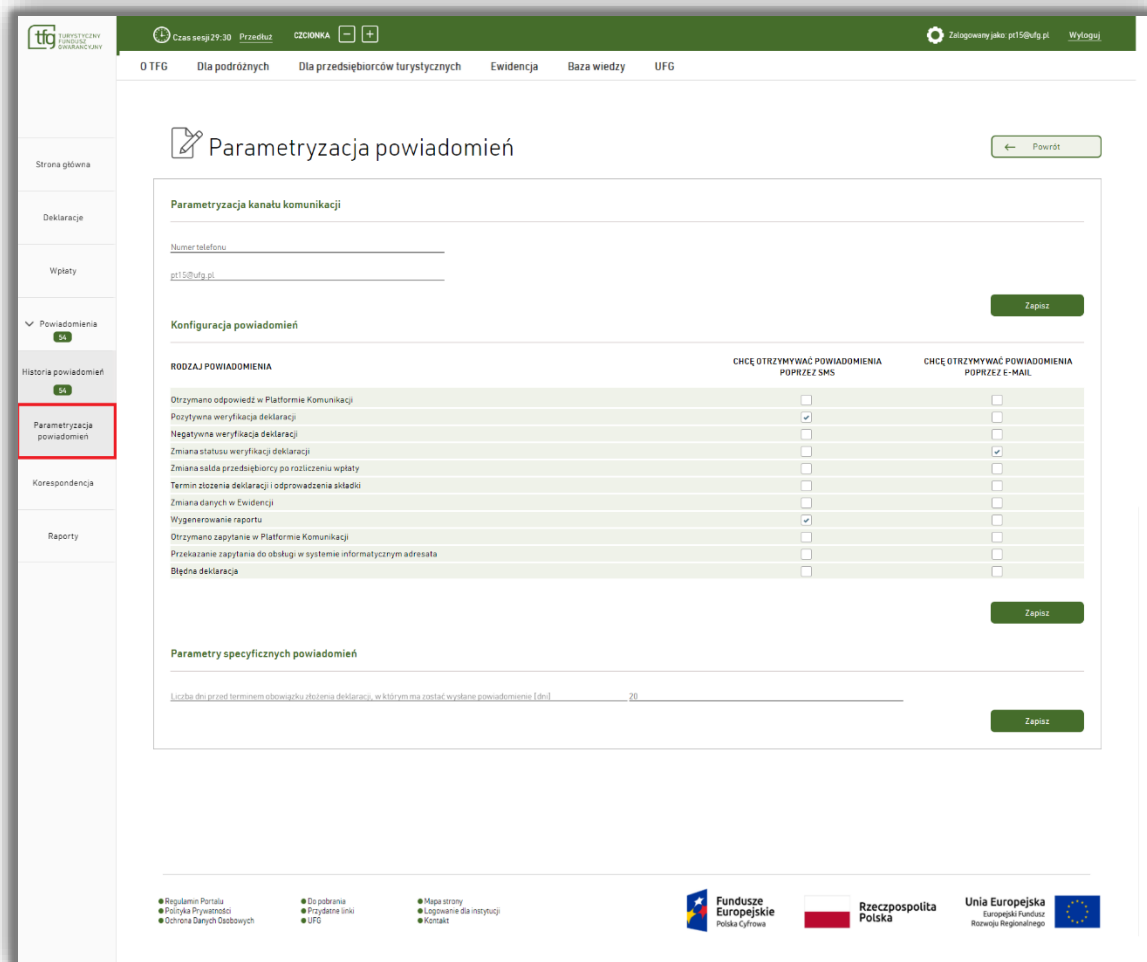 tfg TURYSTYCZNY
FUNDUSZ
GWARANCYJNY
Czas sesji 29:30 Przedłuż CZCIONKA − +
Zalogowany jako: pt15@ufg.pl Wyloguj
O TFG Dla podróżnych Dla przedsiębiorców turystycznych Ewidencja Baza wiedzy UFG
Strona główna
Deklaracje
Wpłaty
Powiadomienia
54
Historia powiadomień
54
Parametryzacja
powiadomień
Korespondencja
Raporty
Parametryzacja powiadomień
← Powrót
Parametryzacja kanału komunikacji
Numer telefonu
pt15@ufg.pl
Zapisz
Konfiguracja powiadomień
RODZAJ POWIADOMIENIA
CHCĘ OTRZYMYWAĆ POWIADOMIENIA
POPRZEZ SMS
CHCĘ OTRZYMYWAĆ POWIADOMIENIA
POPRZEZ E-MAIL
Otrzymano odpowiedź w Platformie Komunikacji
Pozytywna weryfikacja deklaracji
Negatywna weryfikacja deklaracji
Zmiana statusu weryfikacji deklaracji
Zmiana salda przedsiębiorcy po rozliczeniu wpłaty
Termin złożenia deklaracji i odprowadzenia składki
Zmiana danych w Ewidencji
Wygenerowanie raportu
Otrzymano zapytanie w Platformie Komunikacji
Przekazanie zapytania do obsługi w systemie informatycznym adresata
Błędna deklaracja
Zapisz
Parametry specyficznych powiadomień
Liczba dni przed terminem obowiązku złożenia deklaracji, w którym ma zostać wysłane powiadomienie [dni] 20
Zapisz
Regulamin Portalu
Polityka Prywatności
Ochrona Danych Osobowych
Do pobrania
Przydatne linki
UFG
Mapa strony
Logowanie dla instytucji
Kontakt
Fundusze
Europejskie
Polska Cyfrowa
Rzeczpospolita
Polska
Unia Europejska
Europejski Fundusz
Rozwoju Regionalnego